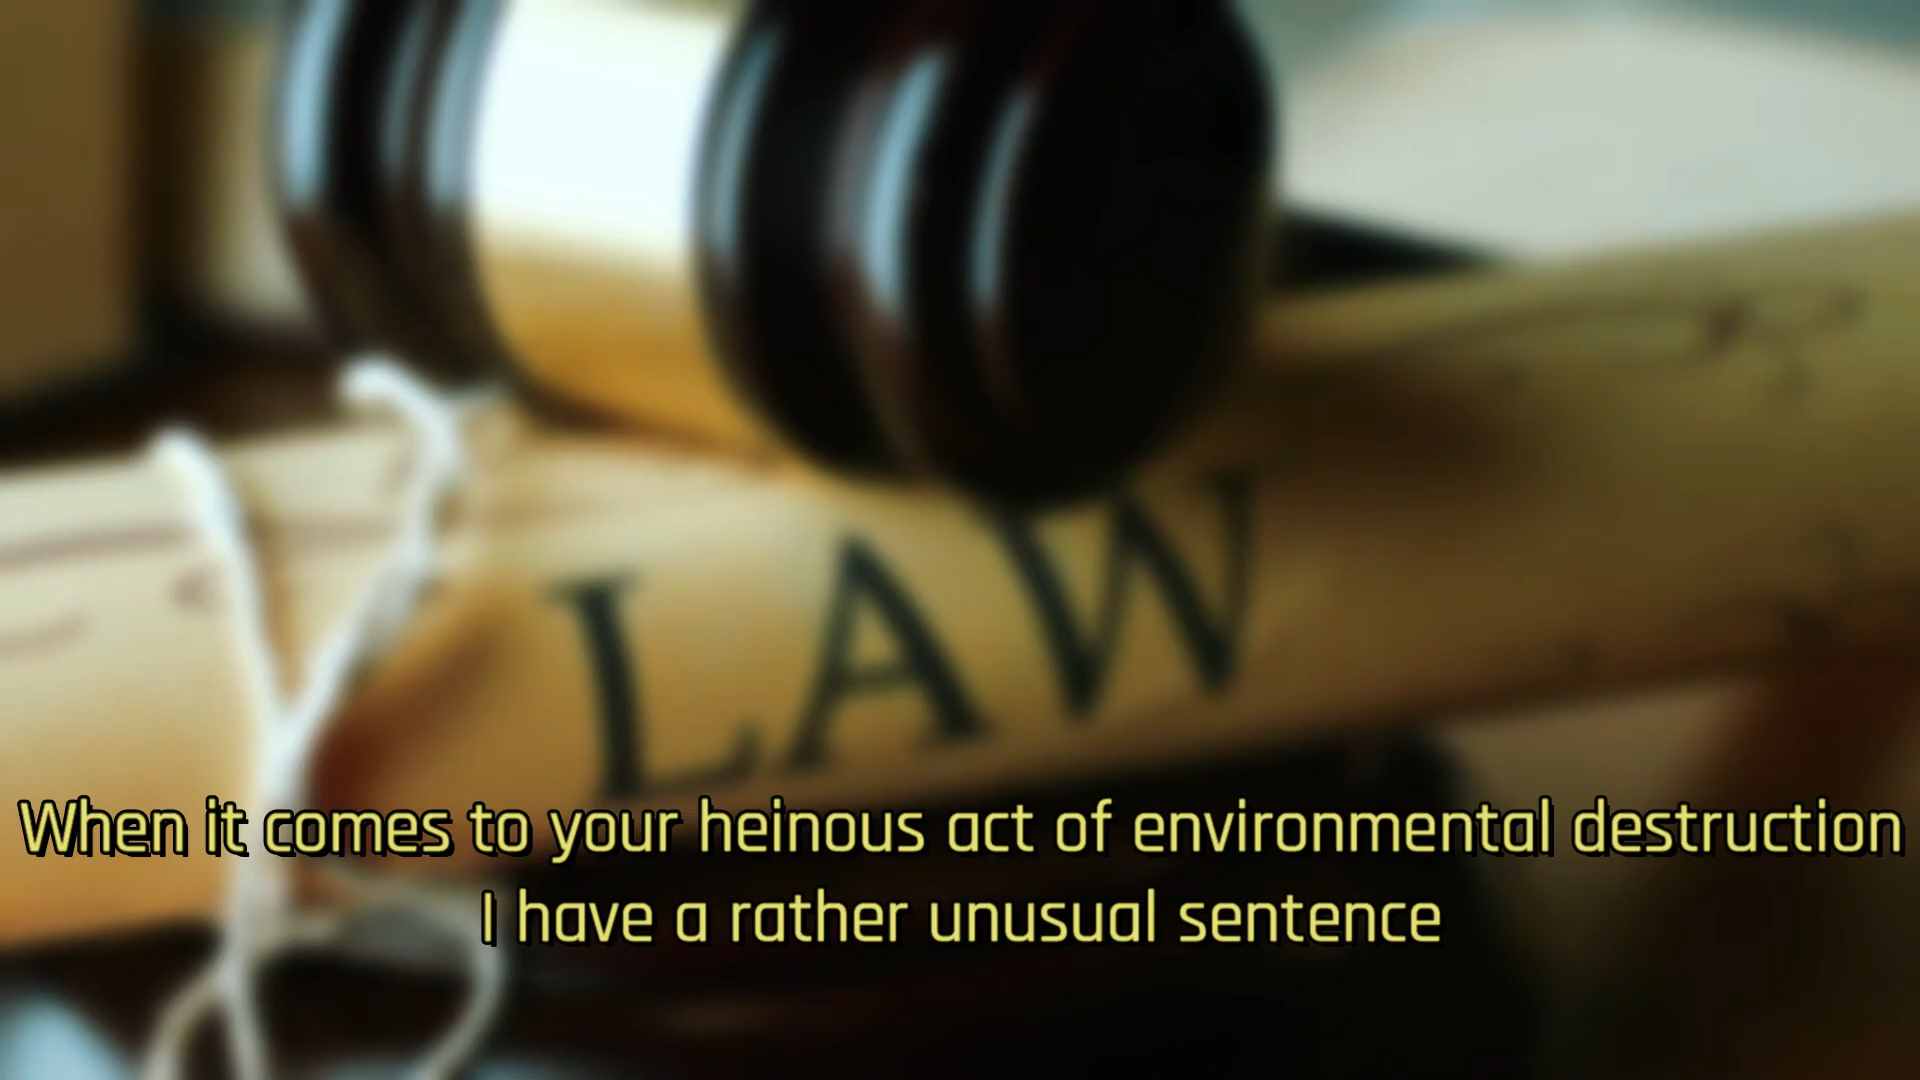 LAW
When it comes to your heinous act of environmental destruction
I have a rather unusual sentence